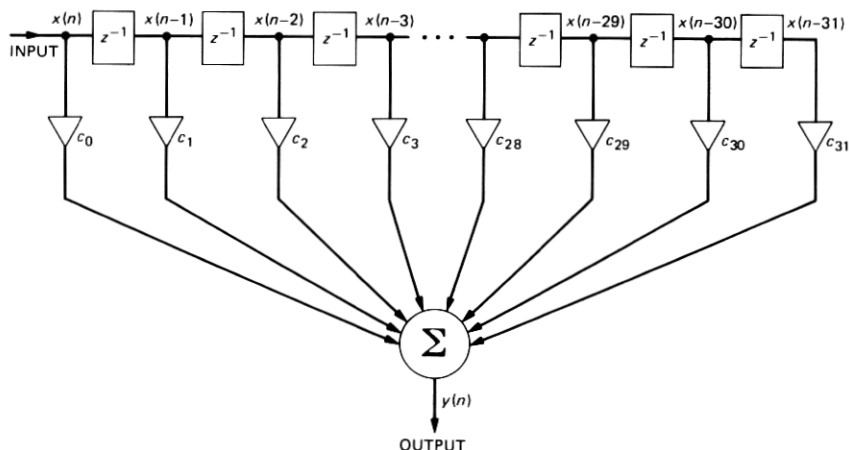 x(n) x(n-1) x(n-2) x(n-3) x(n-29) x(n-30) x(n-31)
INPUT z⁻¹ z⁻¹ z⁻¹ · · · z⁻¹ z⁻¹ z⁻¹
c₀ c₁ c₂ c₃ c₂₈ c₂₉ c₃₀ c₃₁
Σ
y(n)
OUTPUT